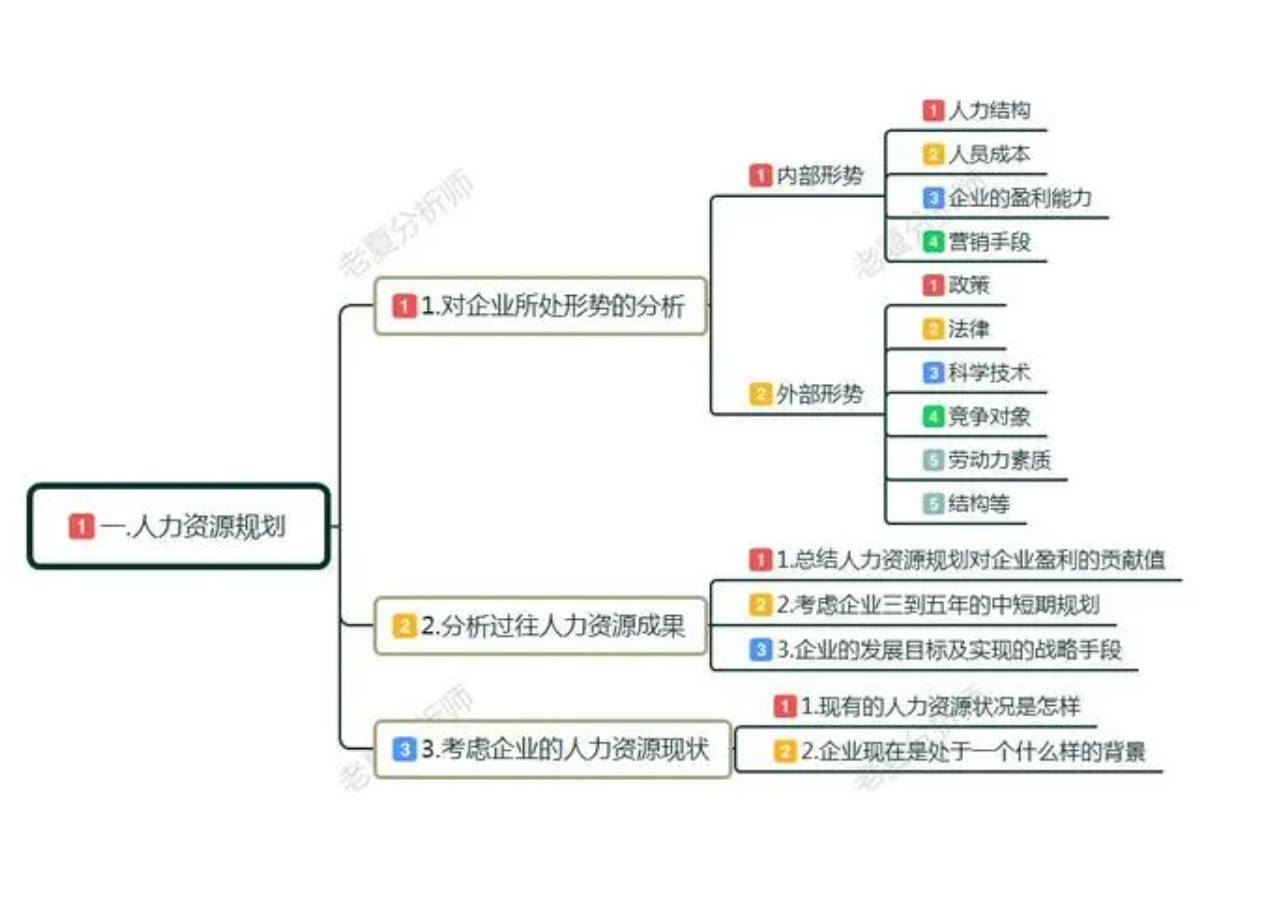 1 一.人力资源规划
1 1.对企业所处形势的分析
1 内部形势
1 人力结构
2 人员成本
3 企业的盈利能力
4 营销手段
2 外部形势
1 政策
2 法律
3 科学技术
4 竞争对象
5 劳动力素质
5 结构等
2 2.分析过往人力资源成果
1 1.总结人力资源规划对企业盈利的贡献值
2 2.考虑企业三到五年的中短期规划
3 3.企业的发展目标及实现的战略手段
3 3.考虑企业的人力资源现状
1 1.现有的人力资源状况是怎样
2 2.企业现在是处于一个什么样的背景
老夏分析师
老夏分析师
老夏分析师
老夏分析师